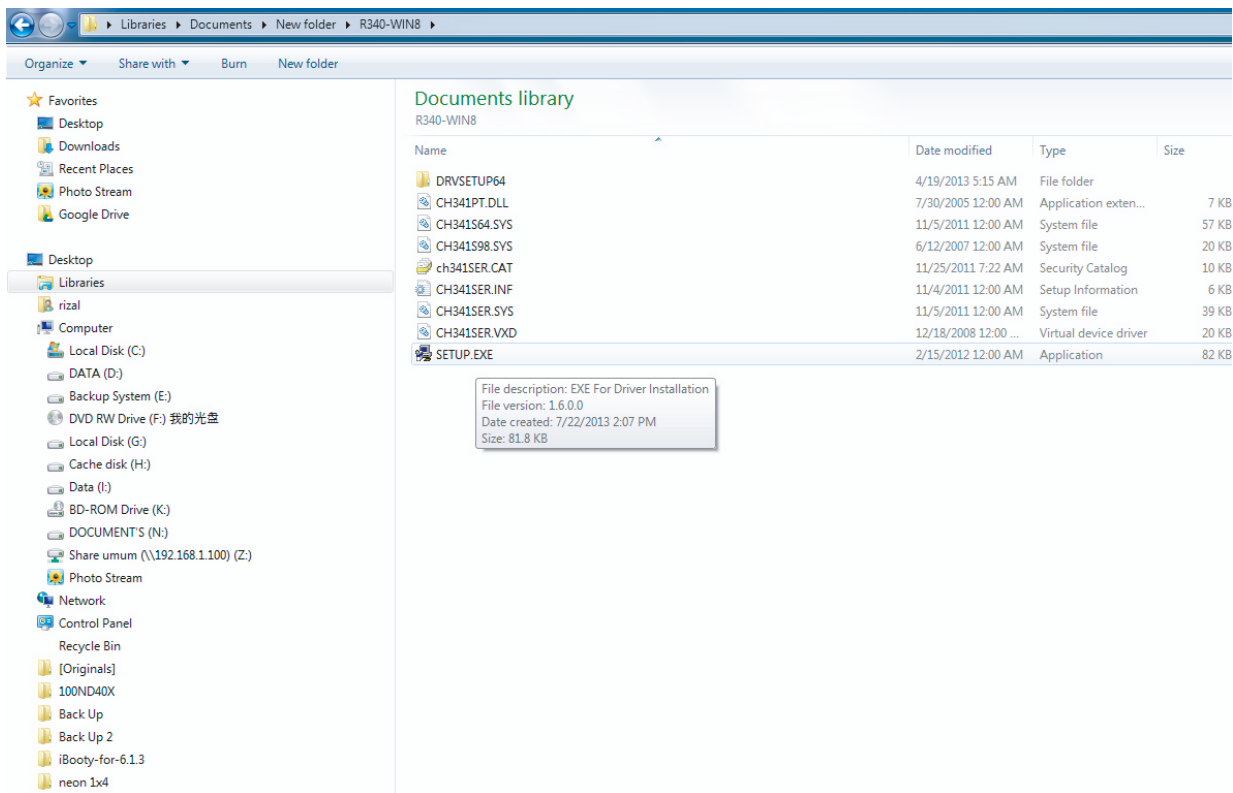 Libraries Documents New folder R340-WIN8
Organize Share with Burn New folder
Favorites
Desktop
Downloads
Recent Places
Photo Stream
Google Drive
Desktop
Libraries
rizal
Computer
Local Disk (C:)
DATA (D:)
Backup System (E:)
DVD RW Drive (F:) 我的光盘
Local Disk (G:)
Cache disk (H:)
Data (I:)
BD-ROM Drive (K:)
DOCUMENT'S (N:)
Share umum (\\192.168.1.100) (Z:)
Photo Stream
Network
Control Panel
Recycle Bin
[Originals]
100ND40X
Back Up
Back Up 2
iBooty-for-6.1.3
neon 1x4
Documents library
R340-WIN8
Name Date modified Type Size
DRVSETUP64 4/19/2013 5:15 AM File folder
CH341PT.DLL 7/30/2005 12:00 AM Application exten... 7 KB
CH341S64.SYS 11/5/2011 12:00 AM System file 57 KB
CH341S98.SYS 6/12/2007 12:00 AM System file 20 KB
ch341SER.CAT 11/25/2011 7:22 AM Security Catalog 10 KB
CH341SER.INF 11/4/2011 12:00 AM Setup Information 6 KB
CH341SER.SYS 11/5/2011 12:00 AM System file 39 KB
CH341SER.VXD 12/18/2008 12:00 ... Virtual device driver 20 KB
SETUP.EXE 2/15/2012 12:00 AM Application 82 KB
File description: EXE For Driver Installation
File version: 1.6.0.0
Date created: 7/22/2013 2:07 PM
Size: 81.8 KB